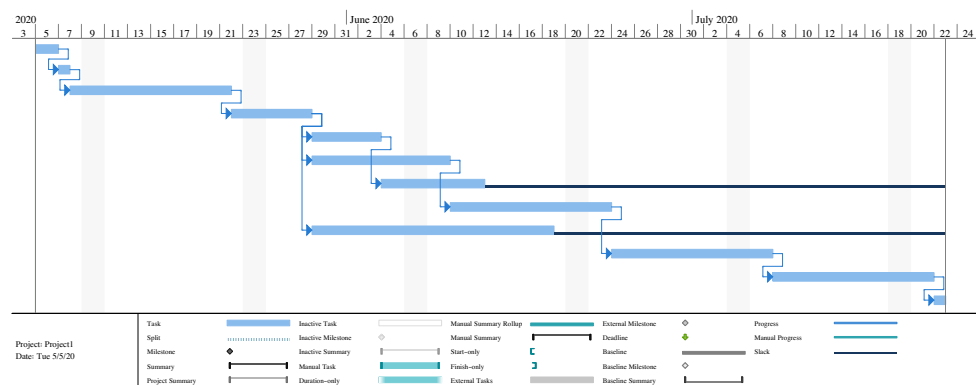 2020 June 2020 July 2020
3 5 7 9 11 13 15 17 19 21 23 25 27 29 31 2 4 6 8 10 12 14 16 18 20 22 24 26 28 30 2 4 6 8 10 12 14 16 18 20 22 24
Project: Project1
Date: Tue 5/5/20
Task
Split
Milestone
Summary
Project Summary
Inactive Task
Inactive Milestone
Inactive Summary
Manual Task
Duration-only
Manual Summary Rollup
Manual Summary
Start-only
Finish-only
External Tasks
External Milestone
Deadline
Baseline
Baseline Milestone
Baseline Summary
Progress
Manual Progress
Slack